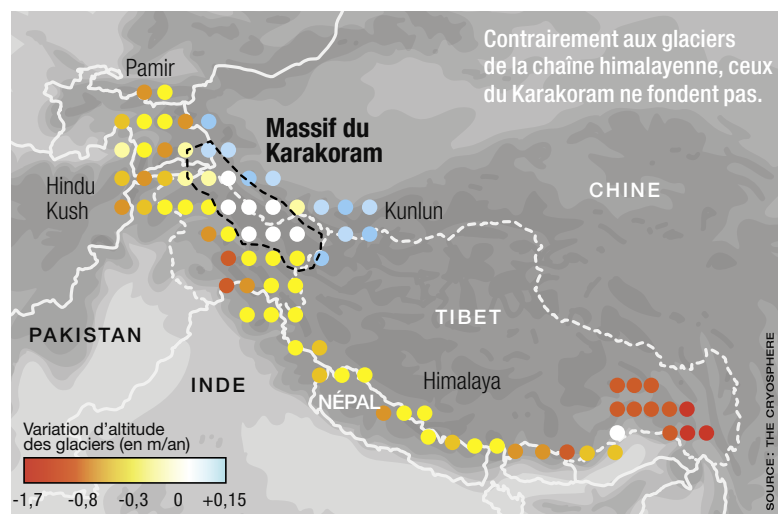 Contrairement aux glaciers
de la chaîne himalayenne, ceux
du Karakoram ne fondent pas.
Pamir
Massif du
Karakoram
Hindu
Kush
CHINE
Kunlun
TIBET
PAKISTAN
INDE
Himalaya
NÉPAL
Variation d'altitude
des glaciers (en m/an)
-1,7 -0,8 -0,3 0 +0,15
SOURCE : THE CRYOSPHERE